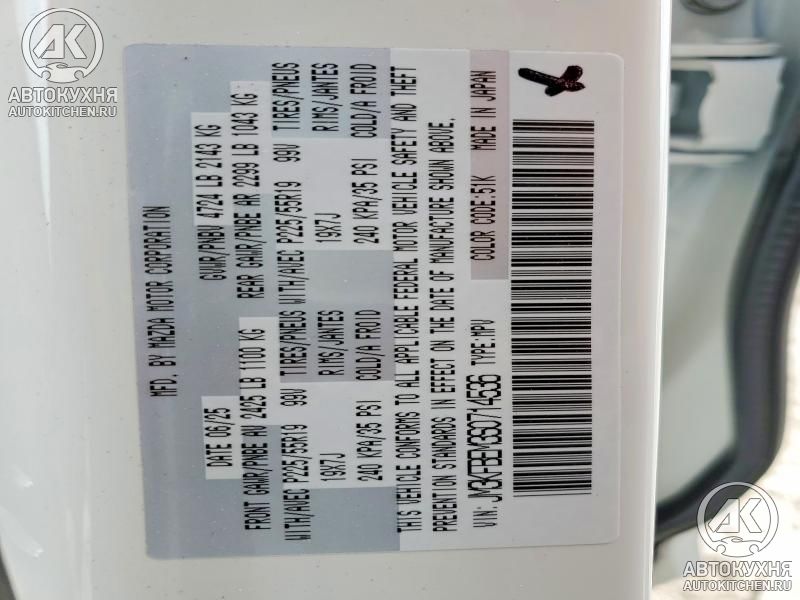 MFD. BY MAZDA MOTOR CORPORATION
DATE 06/25 GVWR/PNBV 4724 LB 2143 KG
FRONT GAWR/PNBE AV 2425 LB 1100 KG REAR GAWR/PNBE AR 2299 LB 1043 KG
TIRES/PNEUS TIRES/PNEUS
WITH/AVEC P225/55R19 99V WITH/AVEC P225/55R19 99V
RIMS/JANTES RIMS/JANTES
19X7J 19X7J
COLD/A FROID COLD/A FROID
240 KPA/35 PSI 240 KPA/35 PSI
THIS VEHICLE CONFORMS TO ALL APPLICABLE FEDERAL MOTOR VEHICLE SAFETY AND THEFT
PREVENTION STANDARDS IN EFFECT ON THE DATE OF MANUFACTURE SHOWN ABOVE.
VIN: TYPE:MPV COLOR CODE:51K MADE IN JAPAN
АК
АВТОКУХНЯ
AUTOKITCHEN.RU
АК
АВТОКУХНЯ
AUTOKITCHEN.RU